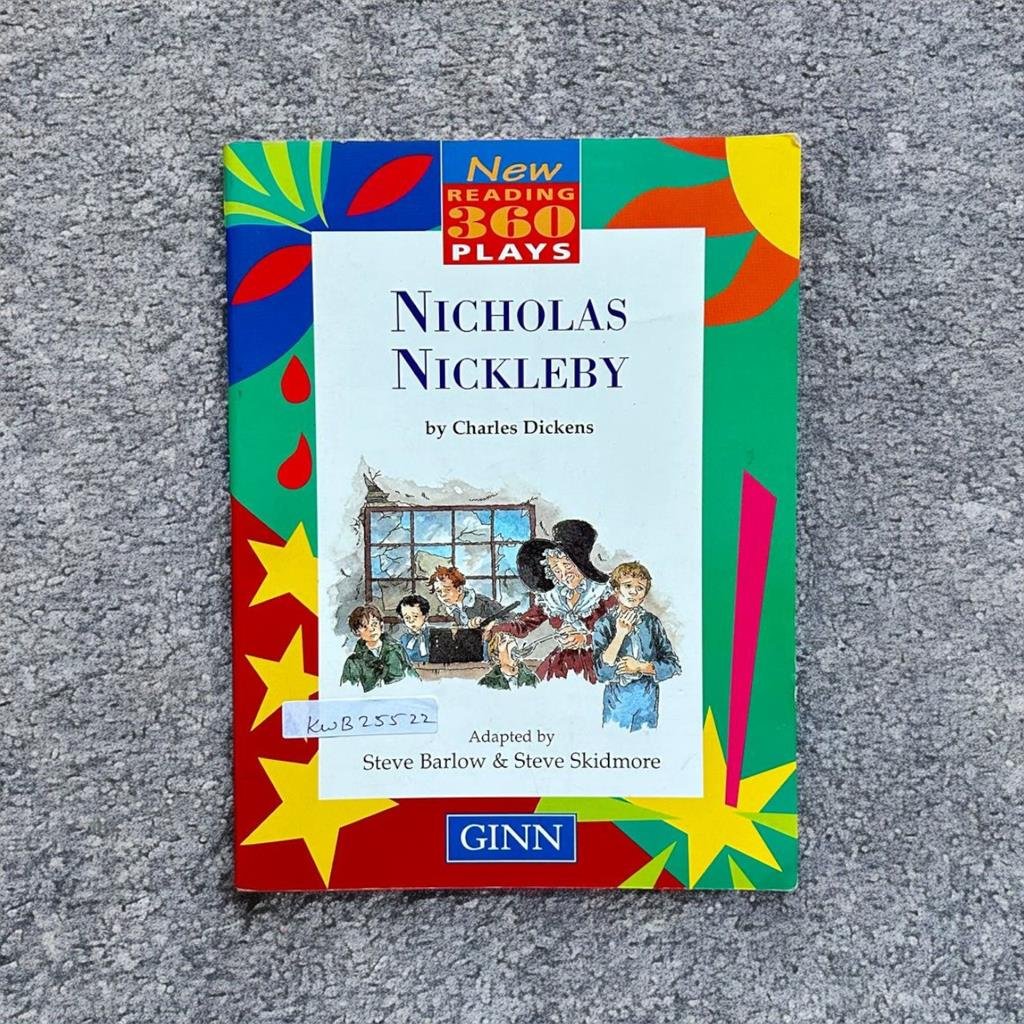 New
READING
360
PLAYS
NICHOLAS
NICKLEBY
by Charles Dickens
KWB25522
Adapted by
Steve Barlow & Steve Skidmore
GINN